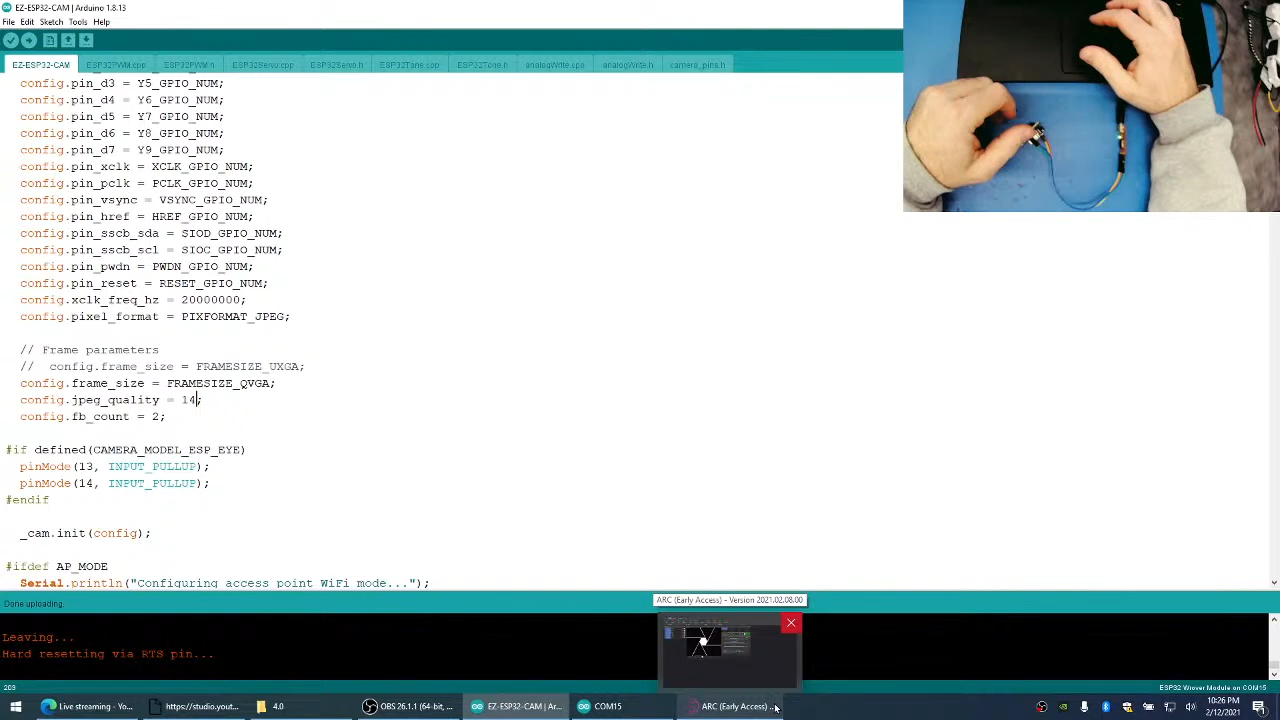 EZ-ESP32-CAM | Arduino 1.8.13
File Edit Sketch Tools Help
EZ-ESP32-CAM ESP32PWM.cpp ESP32PWM.h ESP32Servo.cpp ESP32Servo.h ESP32Tone.cpp ESP32Tone.h analogWrite.cpp analogWrite.h camera_pins.h
config.pin_d3 = Y5_GPIO_NUM;
config.pin_d4 = Y6_GPIO_NUM;
config.pin_d5 = Y7_GPIO_NUM;
config.pin_d6 = Y8_GPIO_NUM;
config.pin_d7 = Y9_GPIO_NUM;
config.pin_xclk = XCLK_GPIO_NUM;
config.pin_pclk = PCLK_GPIO_NUM;
config.pin_vsync = VSYNC_GPIO_NUM;
config.pin_href = HREF_GPIO_NUM;
config.pin_sscb_sda = SIOD_GPIO_NUM;
config.pin_sscb_scl = SIOC_GPIO_NUM;
config.pin_pwdn = PWDN_GPIO_NUM;
config.pin_reset = RESET_GPIO_NUM;
config.xclk_freq_hz = 20000000;
config.pixel_format = PIXFORMAT_JPEG;
// Frame parameters
// config.frame_size = FRAMESIZE_UXGA;
config.frame_size = FRAMESIZE_QVGA;
config.jpeg_quality = 14;
config.fb_count = 2;
#if defined(CAMERA_MODEL_ESP_EYE)
pinMode(13, INPUT_PULLUP);
pinMode(14, INPUT_PULLUP);
#endif
_cam.init(config);
#ifdef AP_MODE
Serial.println("Configuring access point WiFi mode...");
Done uploading.
ARC (Early Access) - Version 2021.02.08.00
Leaving...
Hard resetting via RTS pin...
203
ESP32 Wrover Module on COM15
Live streaming - Yo... https://studio.yout... 4.0 OBS 26.1.1 (64-bit, ... EZ-ESP32-CAM | Ar... COM15 ARC (Early Access) ...
10:26 PM
2/12/2021